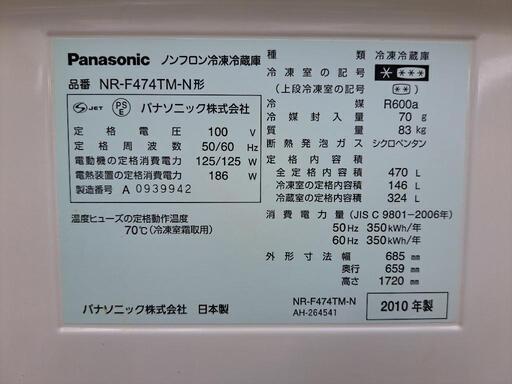 Panasonic ノンフロン冷凍冷蔵庫
品番 NR-F474TM-N形
S JET PS E パナソニック株式会社
定格電圧 100 V
定格周波数 50/60 Hz
電動機の定格消費電力 125/125 W
電熱装置の定格消費電力 186 W
製造番号 A 0939942
温度ヒューズの定格動作温度
70℃(冷凍室霜取用)
パナソニック株式会社 日本製
種類 冷凍冷蔵庫
冷凍室の記号 * ***
(上段冷凍室の記号) **
冷媒 R600a
冷媒封入量 70 g
質量 83 kg
断熱発泡ガス シクロペンタン
定格内容積
全定格内容積 470 L
冷凍室の定格内容積 146 L
冷蔵室の定格内容積 324 L
消費電力量(JIS C 9801-2006年)
50 Hz 350 kWh/年
60 Hz 350 kWh/年
外形寸法 幅 685 mm
奥行 659 mm
高さ 1720 mm
NR-F474TM-N
AH-264541
2010年製